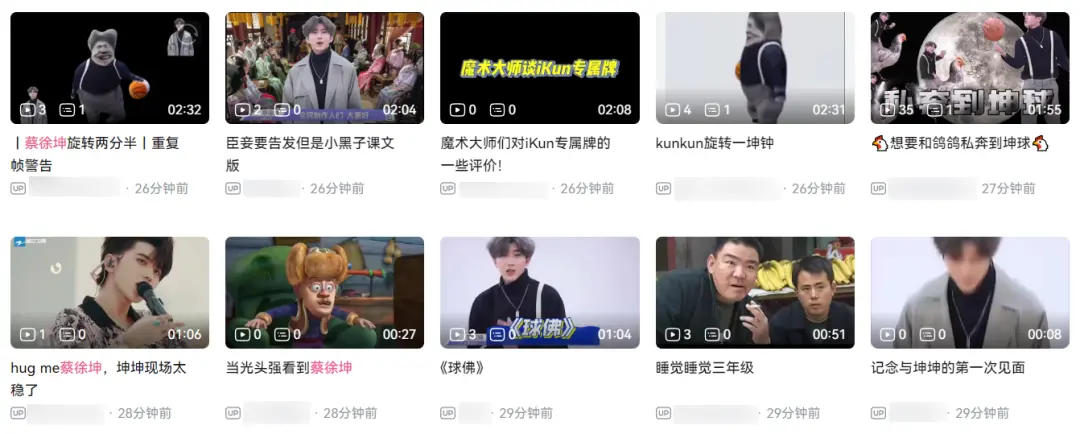 3 1 02:32
2 0 02:04
魔术大师谈iKun专属牌
0 0 02:08
4 1 02:31
私奔到坤球
35 1 01:55
丨蔡徐坤旋转两分半丨重复
帧警告
臣妾要告发但是小黑子课文
版
魔术大师们对iKun专属牌的
一些评价!
kunkun旋转一坤钟
🐔想要和鸽鸽私奔到坤球🐔
UP · 26分钟前
UP · 26分钟前
UP · 26分钟前
UP · 26分钟前
UP 27分钟前
1 0 01:06
0 0 00:27
《球佛》
3 0 01:04
3 0 00:51
0 0 00:08
hug me蔡徐坤，坤坤现场太
稳了
当光头强看到蔡徐坤
《球佛》
睡觉睡觉三年级
记念与坤坤的第一次见面
UP · 28分钟前
UP · 28分钟前
UP · 29分钟前
UP · 29分钟前
UP · 29分钟前